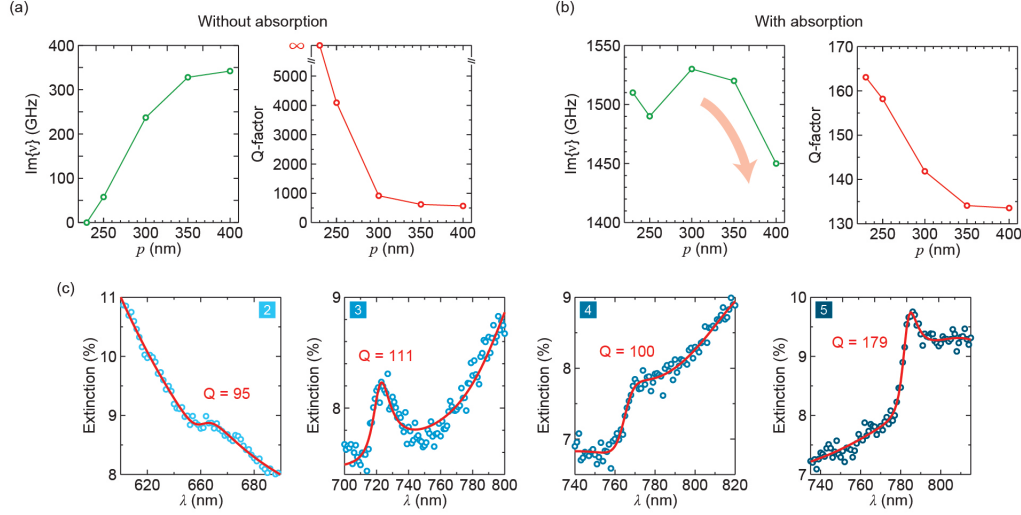 (a)
Without absorption
400
350
300
250
200
150
100
50
0
Im{ν} (GHz)
250 300 350 400
p (nm)
∞
5000
4000
3000
2000
1000
0
Q-factor
250 300 350 400
p (nm)
(b)
With absorption
1550
1500
1450
1400
Im{ν} (GHz)
250 300 350 400
p (nm)
170
160
150
140
130
Q-factor
250 300 350 400
p (nm)
(c)
11
10
9
8
Extinction (%)
2
Q = 95
620 660 680
λ (nm)
9
8
Extinction (%)
3
Q = 111
700 720 740 760 780 800
λ (nm)
9
8
7
6
Extinction (%)
4
Q = 100
740 760 780 800 820
λ (nm)
10
9
8
7
Extinction (%)
5
Q = 179
740 760 780 800
λ (nm)